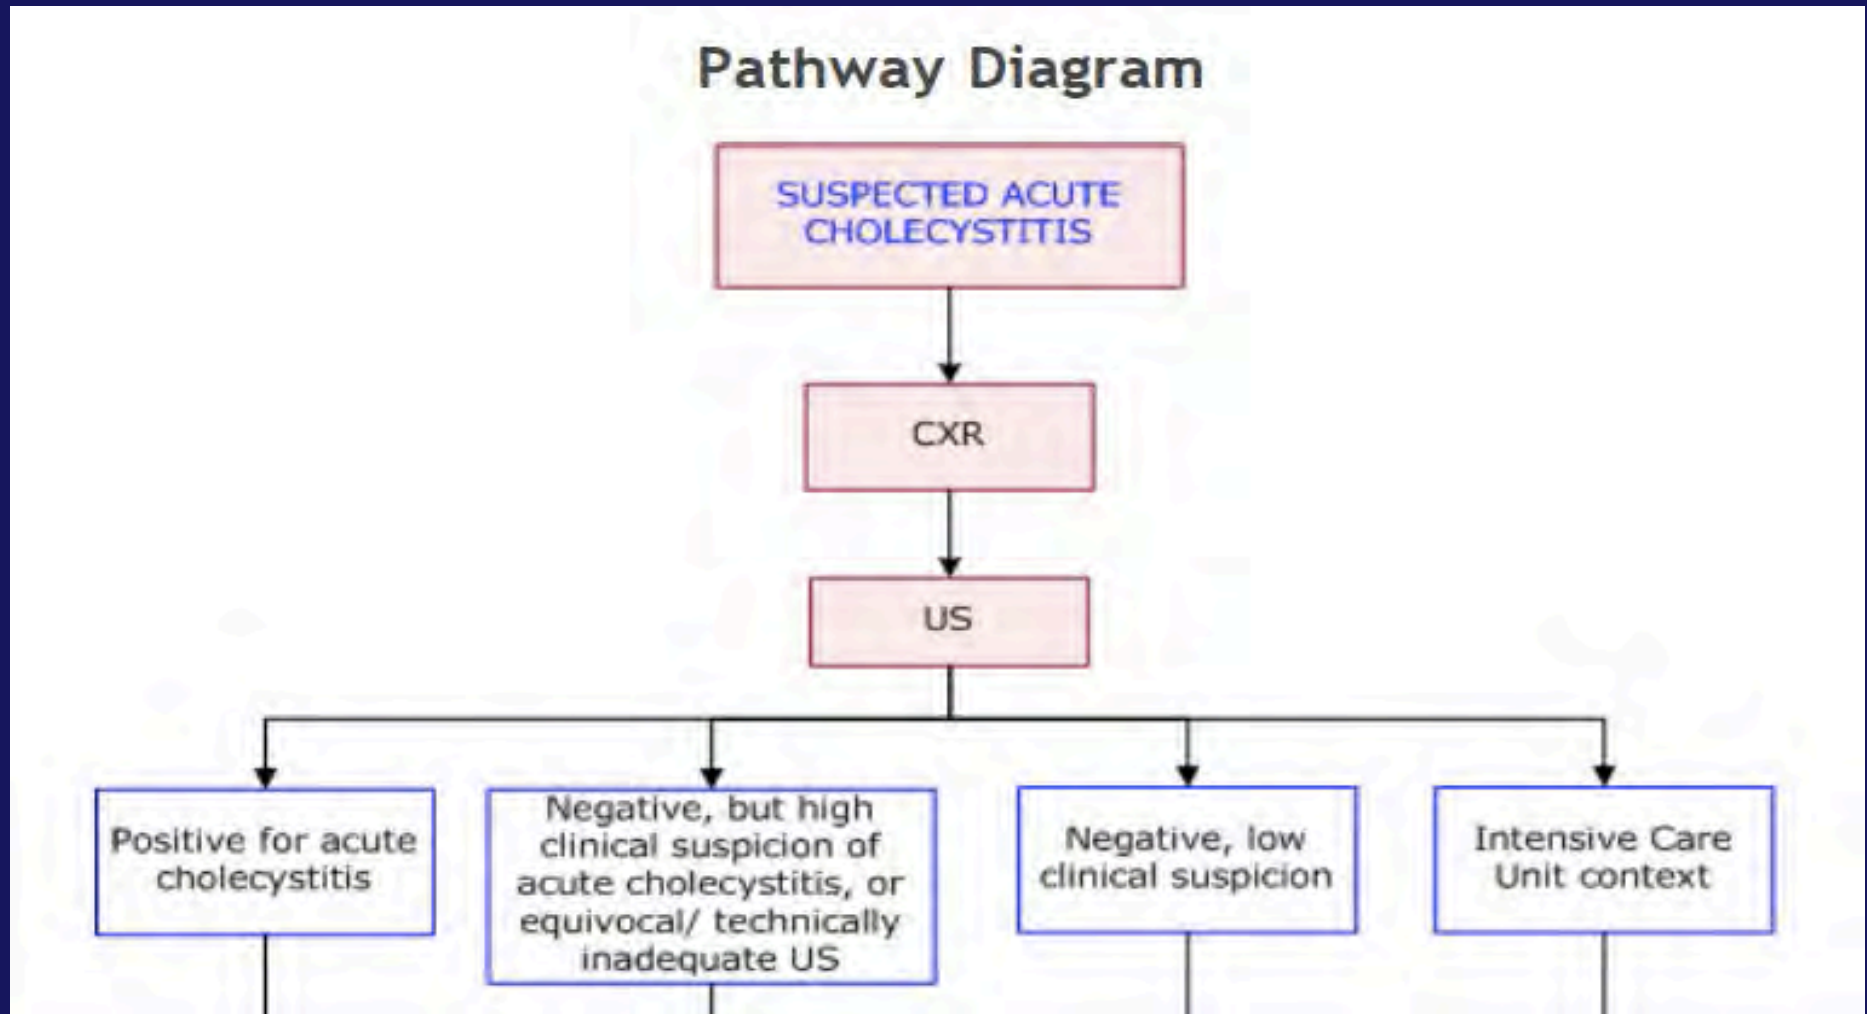 Pathway Diagram
SUSPECTED ACUTE
CHOLECYSTITIS
CXR
US
Positive for acute
cholecystitis
Negative, but high
clinical suspicion of
acute cholecystitis, or
equivocal/ technically
inadequate US
Negative, low
clinical suspicion
Intensive Care
Unit context